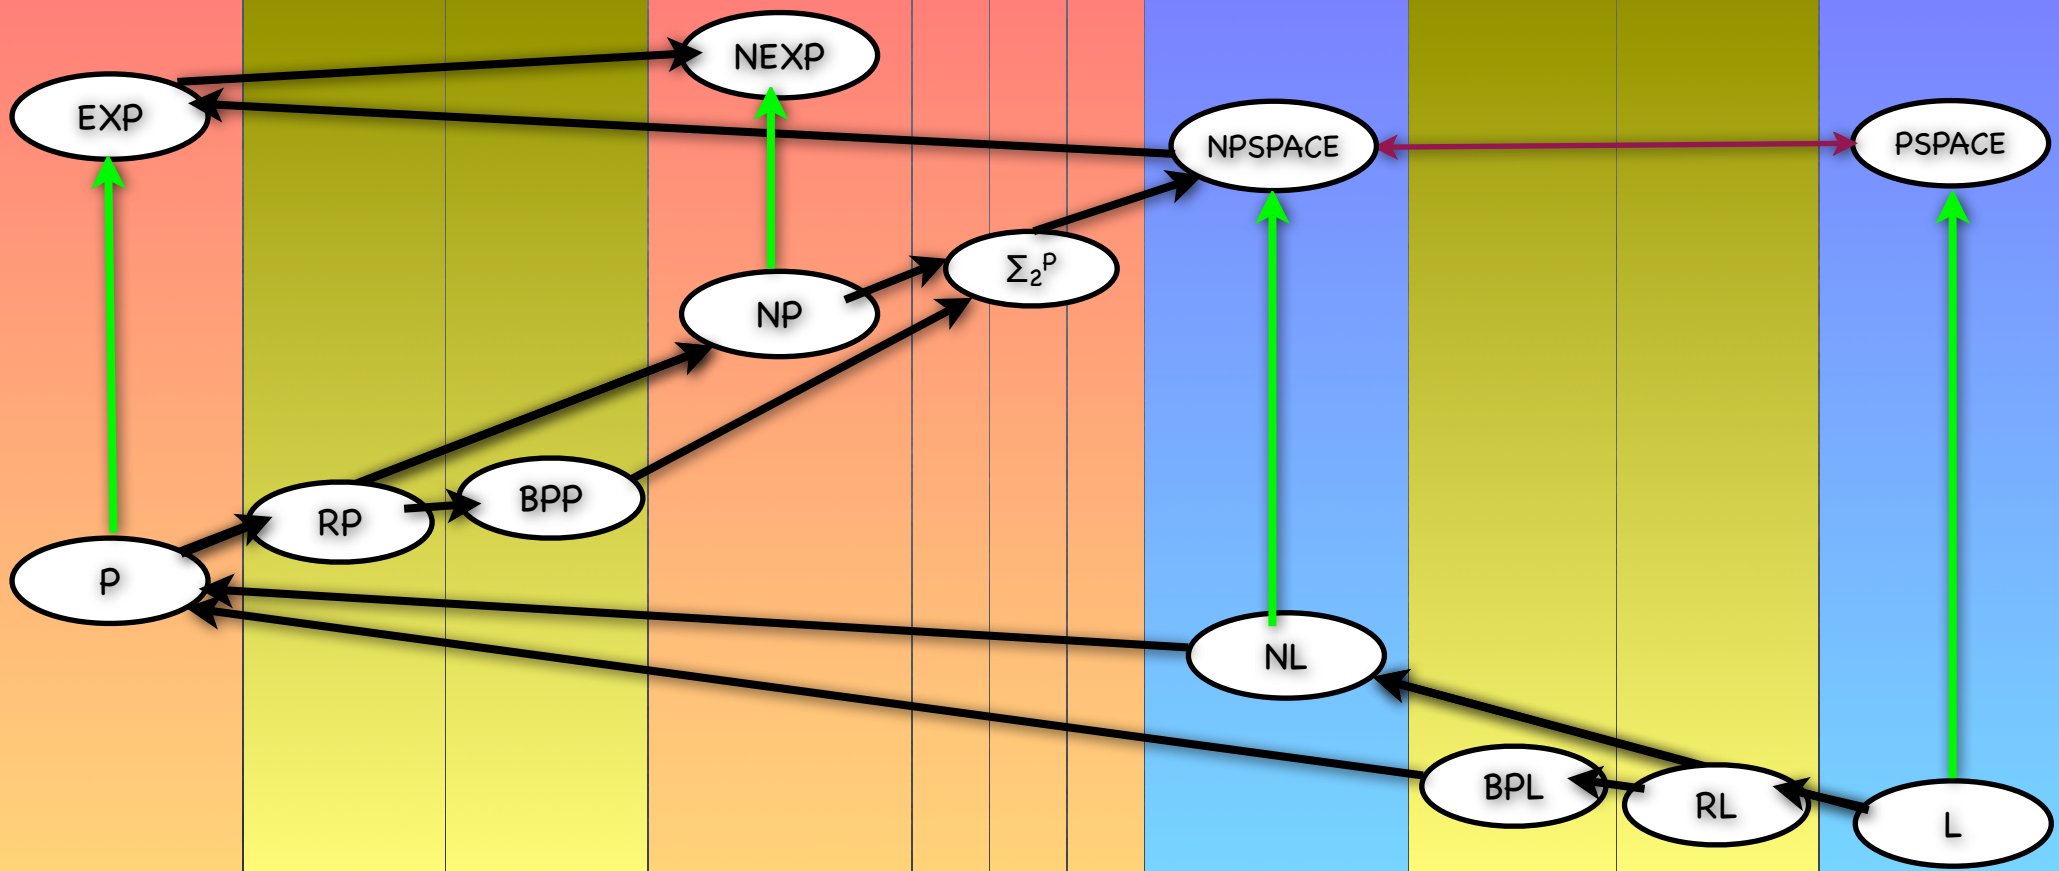 NEXP
EXP
NPSPACE
PSPACE
Σ₂ᴾ
NP
BPP
RP
P
NL
BPL
RL
L